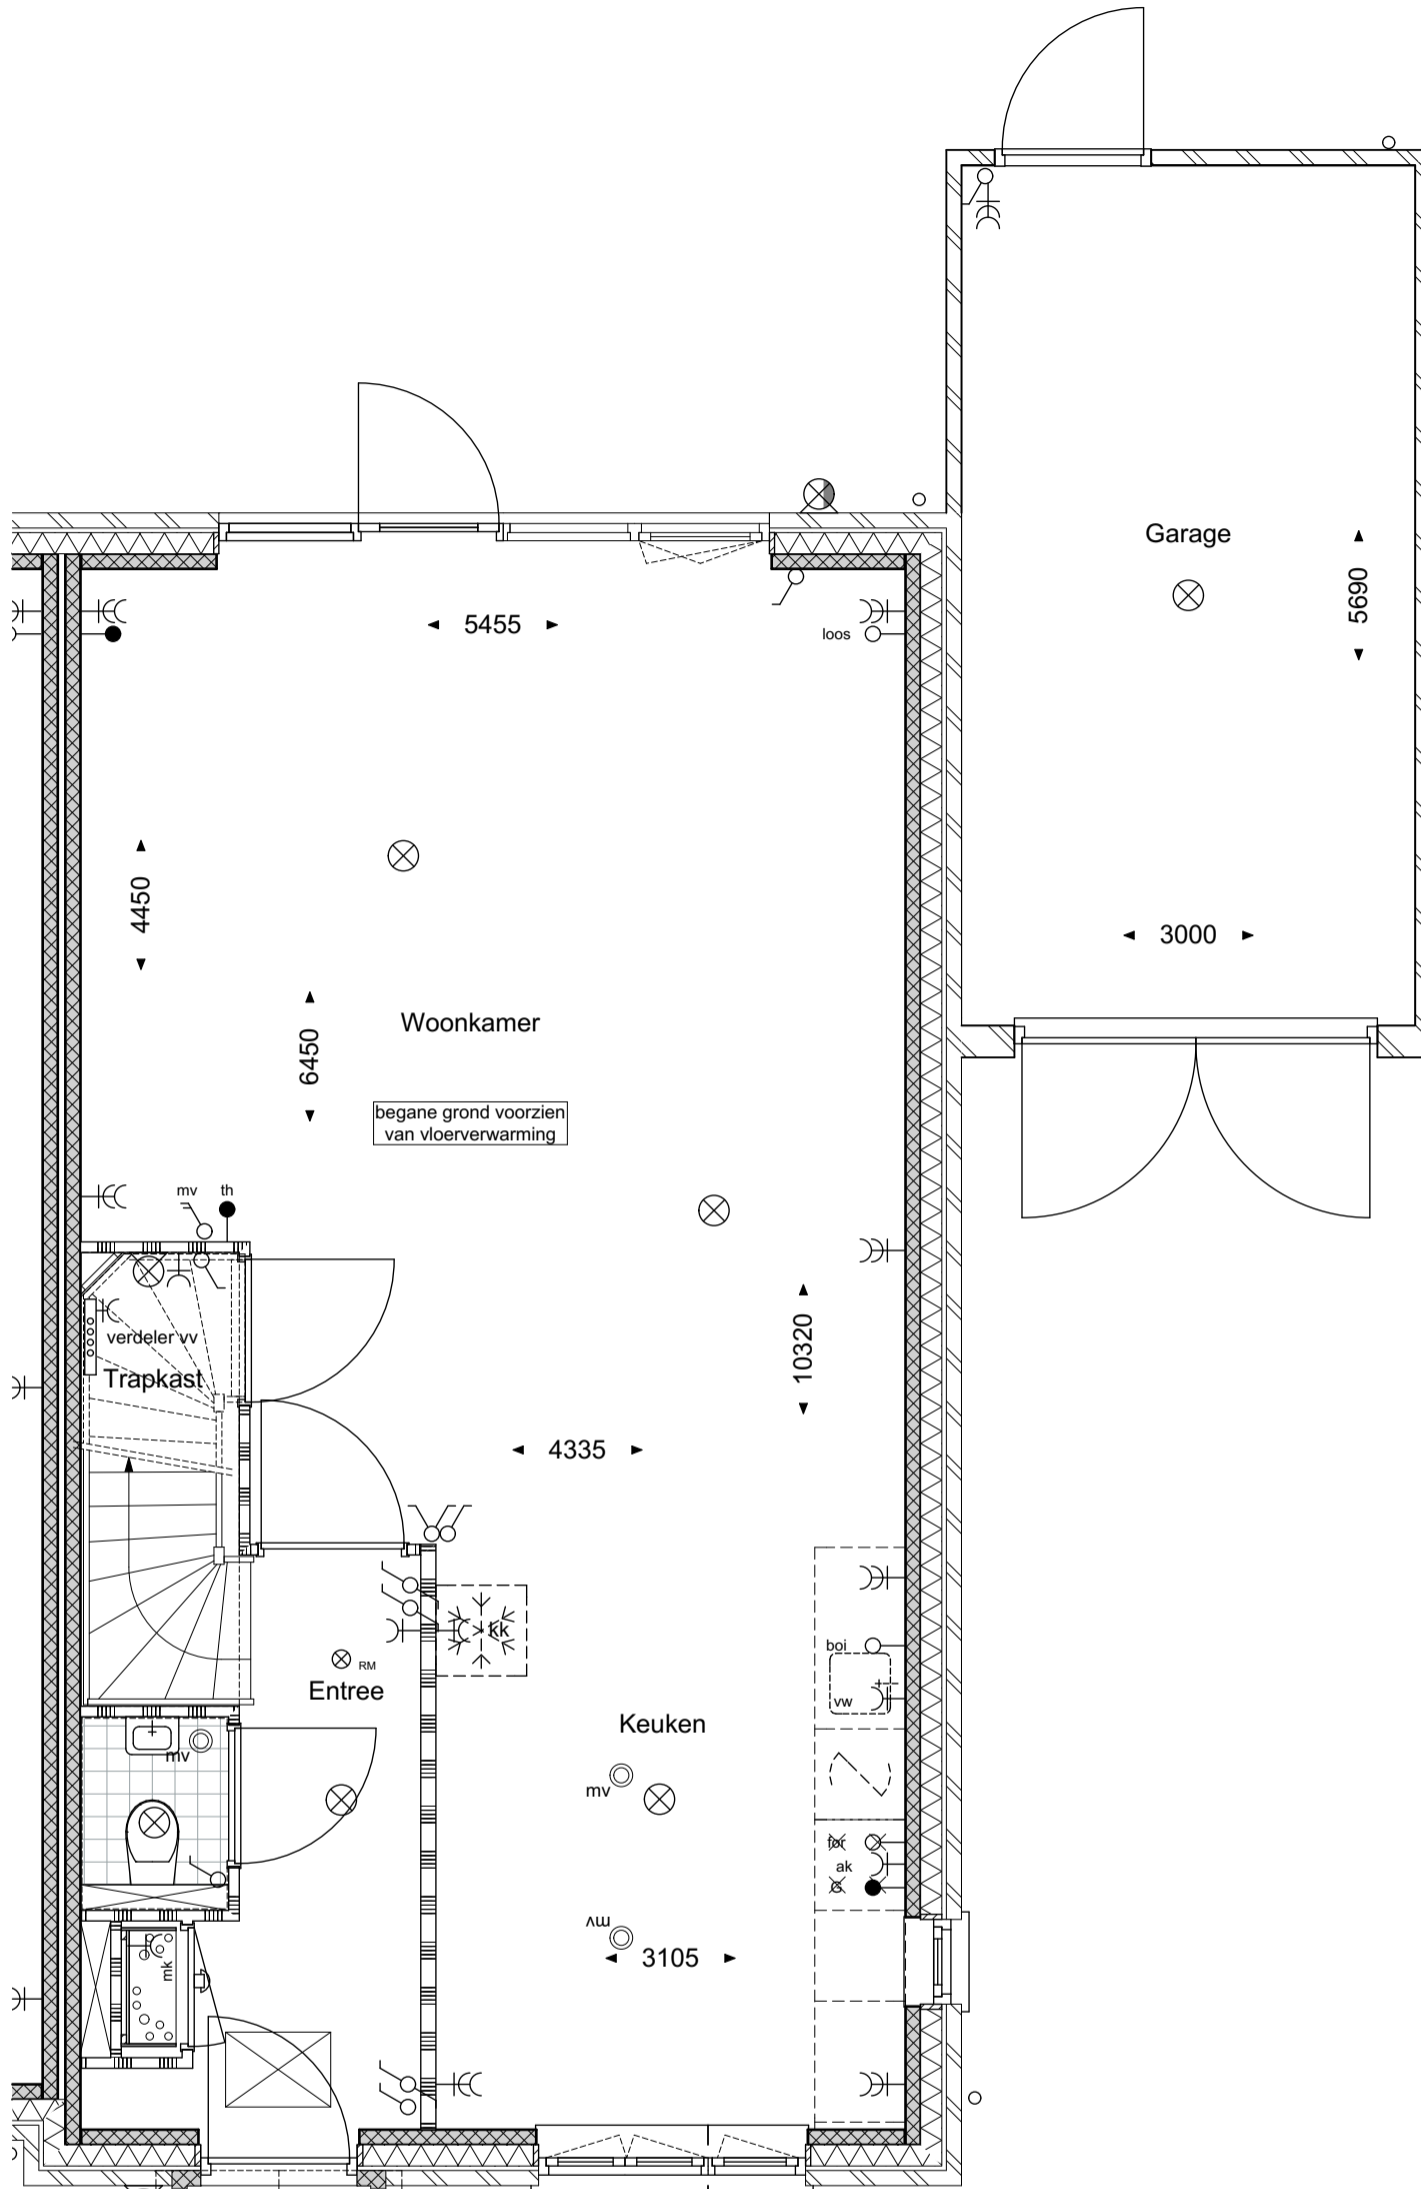 Garage
5690
5455
loos
4450
3000
Woonkamer
6450
begane grond voorzien
van vloerverwarming
mv
th
verdeler vv
10320
Trapkast
4335
kk
boi
RM
Entree
vw
Keuken
mv
mv
for
ak
G
mv
3105
mk